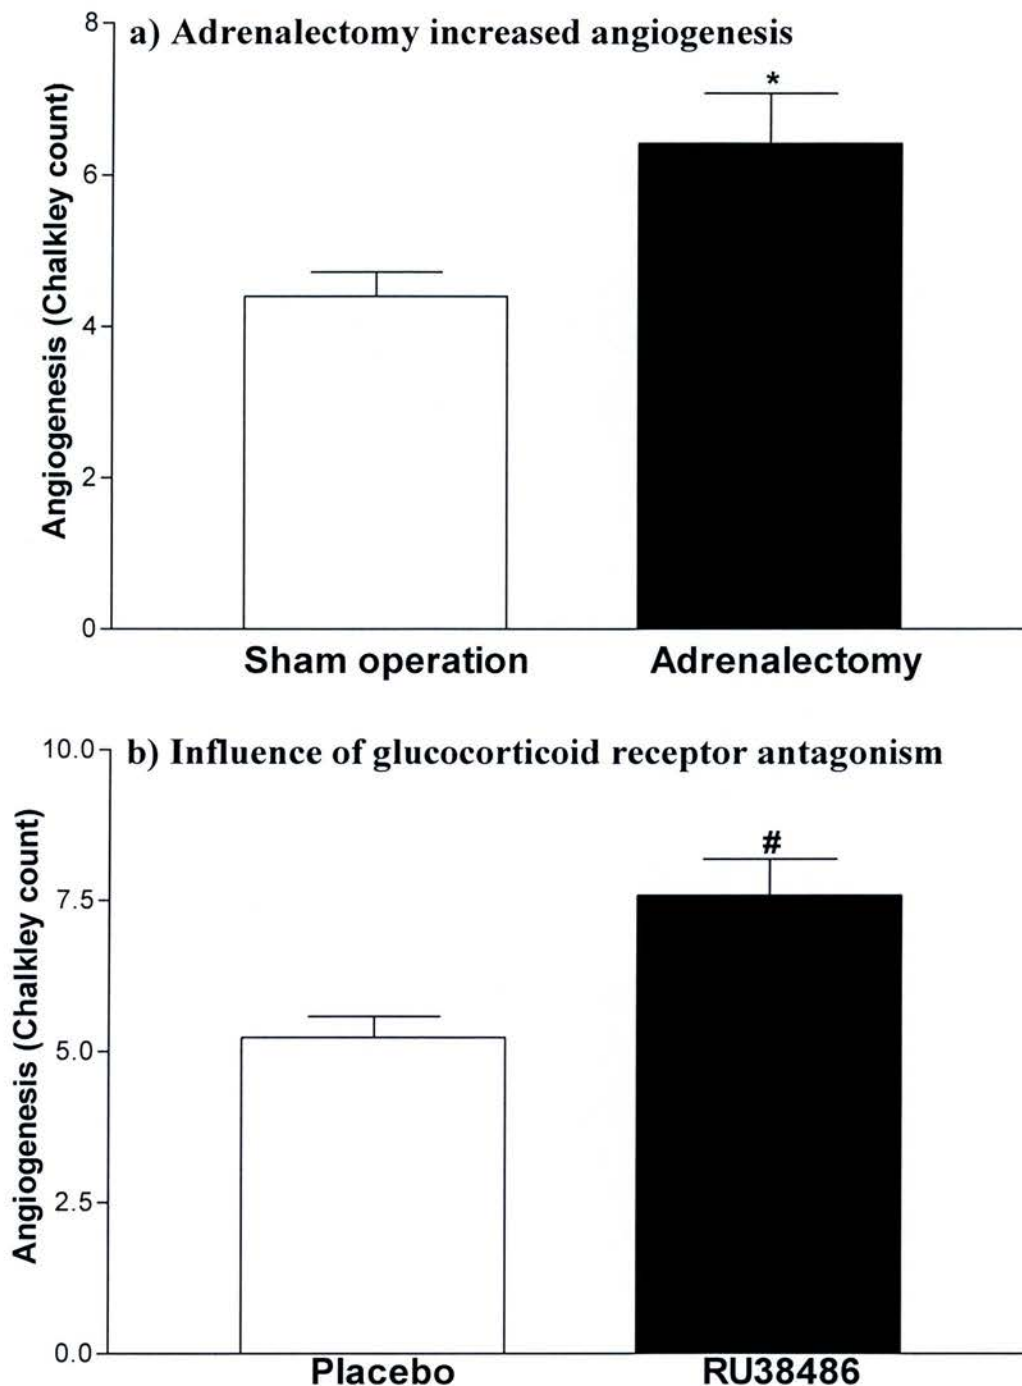 a) Adrenalectomy increased angiogenesis
Angiogenesis (Chalkley count)
8
6
4
2
0
*
Sham operation
Adrenalectomy
b) Influence of glucocorticoid receptor antagonism
Angiogenesis (Chalkley count)
10.0
7.5
5.0
2.5
0.0
#
Placebo
RU38486